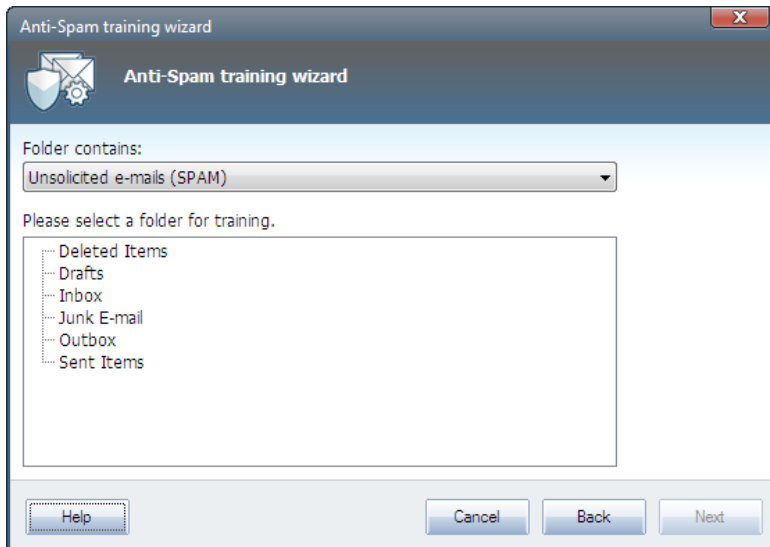 Anti-Spam training wizard
Anti-Spam training wizard
Folder contains:
Unsolicited e-mails (SPAM)
Please select a folder for training.
Deleted Items
Drafts
Inbox
Junk E-mail
Outbox
Sent Items
Help Cancel Back Next